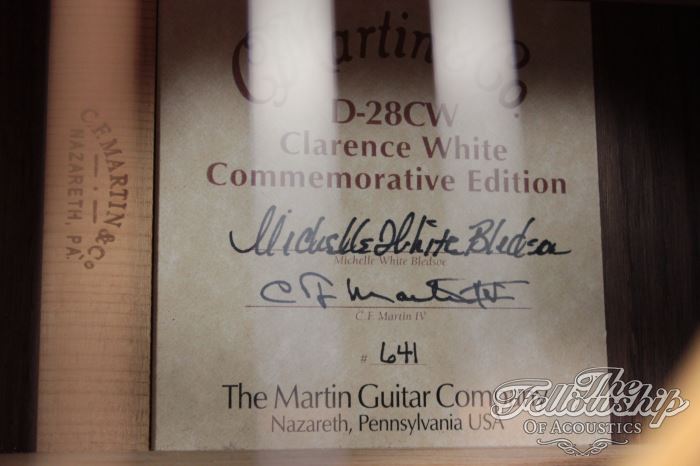 C.F. MARTIN & Co
NAZARETH, PA.
Martin & Co.
D-28CW
Clarence White
Commemorative Edition
Michelle White Bledsoe
Michelle White Bledsoe
C F Martin IV
C.F. Martin IV
# 641
The Martin Guitar Company
Nazareth, Pennsylvania USA
The
Fellowship
OF ACOUSTICS